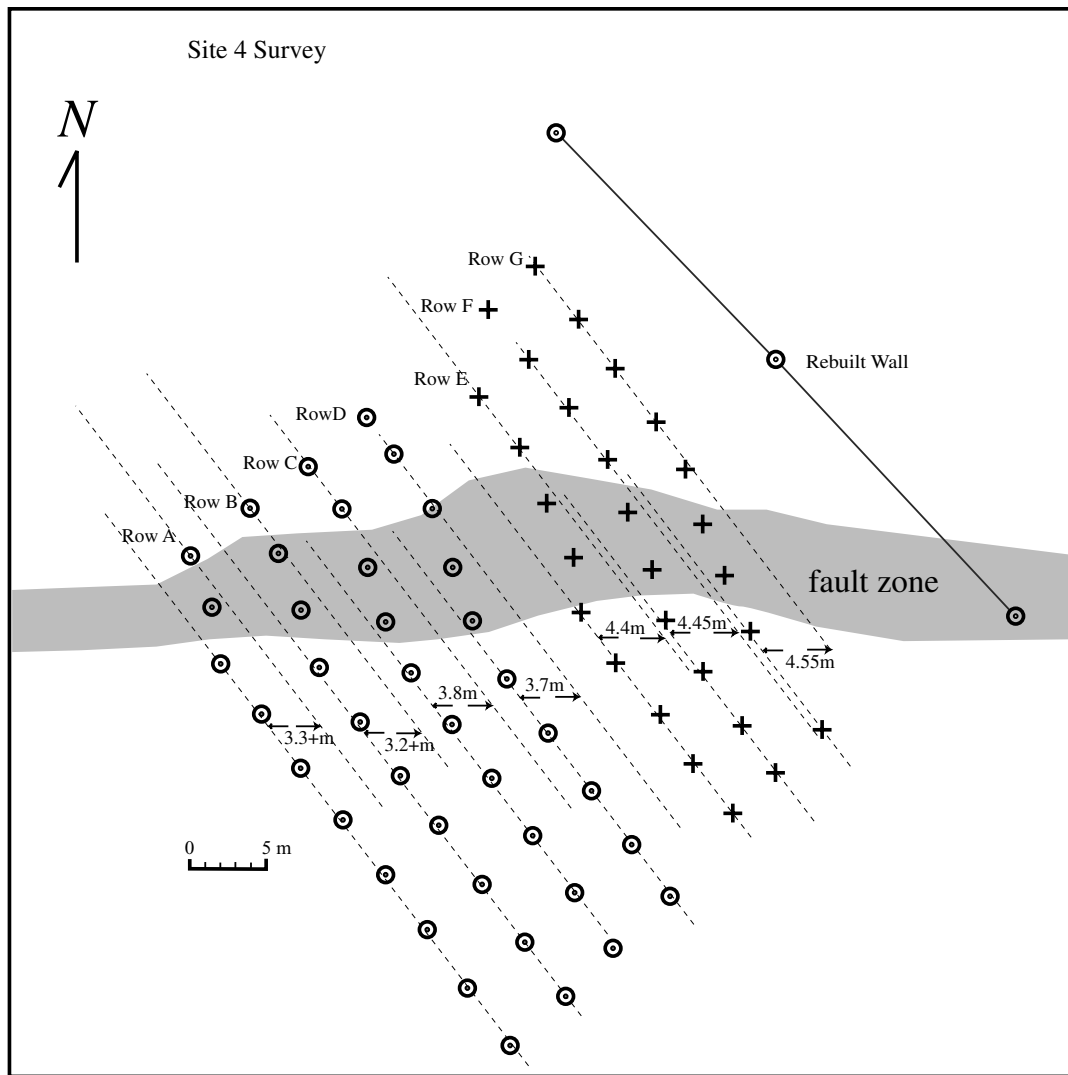 Site 4 Survey
N
Row G
Row F
Rebuilt Wall
Row E
RowD
Row C
Row B
Row A
fault zone
4.4m
4.45m
4.55m
3.8m
3.7m
3.3+m
3.2+m
0 5 m